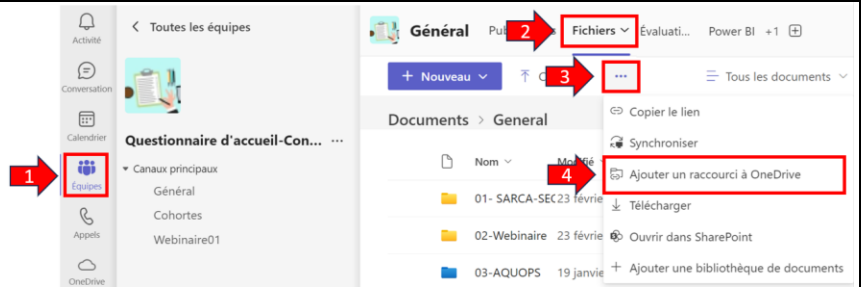 Activité
Conversation
Calendrier
1
Équipes
Appels
OneDrive
Toutes les équipes
Questionnaire d'accueil-Con... ...
Canaux principaux
Général
Cohortes
Webinaire01
Général
2
Fichiers
Évaluati...
Power BI
+1
+ Nouveau
3
...
Tous les documents
Documents > General
Nom
4
01- SARCA-SEC 23 févrie
02-Webinaire 23 févrie
03-AQUOPS 19 janvie
Copier le lien
Synchroniser
Ajouter un raccourci à OneDrive
Télécharger
Ouvrir dans SharePoint
+ Ajouter une bibliothèque de documents